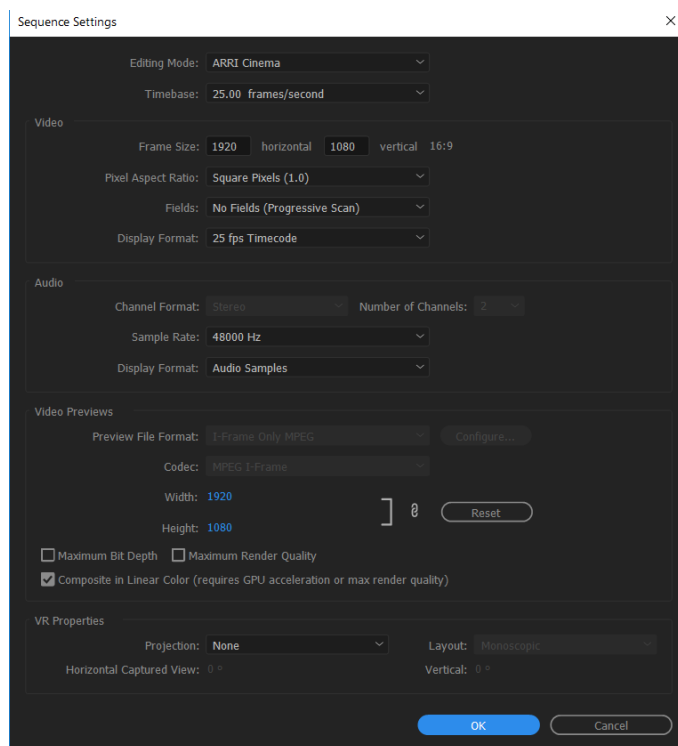 Sequence Settings
Editing Mode: ARRI Cinema
Timebase: 25.00 frames/second
Video
Frame Size: 1920 horizontal 1080 vertical 16:9
Pixel Aspect Ratio: Square Pixels (1.0)
Fields: No Fields (Progressive Scan)
Display Format: 25 fps Timecode
Audio
Channel Format: Stereo Number of Channels: 2
Sample Rate: 48000 Hz
Display Format: Audio Samples
Video Previews
Preview File Format: I-Frame Only MPEG Configure...
Codec: MPEG I-Frame
Width: 1920
Height: 1080
Reset
Maximum Bit Depth Maximum Render Quality
Composite in Linear Color (requires GPU acceleration or max render quality)
VR Properties
Projection: None Layout: Monoscopic
Horizontal Captured View: 0 ° Vertical: 0 °
OK Cancel